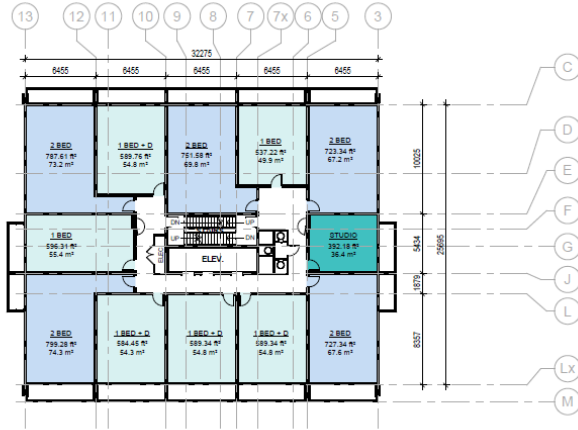 13 12 11 10 9 8 7 7x 6 5 3
32275
6455 6455 6455 6455 6455
C
D
E
F
G
J
L
Lx
M
2 BED
787.61 ft²
73.2 m²
1 BED + D
589.76 ft²
54.8 m²
2 BED
751.58 ft²
69.8 m²
1 BED
537.22 ft²
49.9 m²
2 BED
723.34 ft²
67.2 m²
10025
25695
5434
1879
8357
DN
UP
UP
DN
1 BED
596.31 ft²
55.4 m²
ELEC
ELEV.
STUDIO
392.18 ft²
36.4 m²
2 BED
799.28 ft²
74.3 m²
1 BED + D
584.45 ft²
54.3 m²
1 BED + D
589.34 ft²
54.8 m²
1 BED + D
589.34 ft²
54.8 m²
2 BED
727.34 ft²
67.6 m²